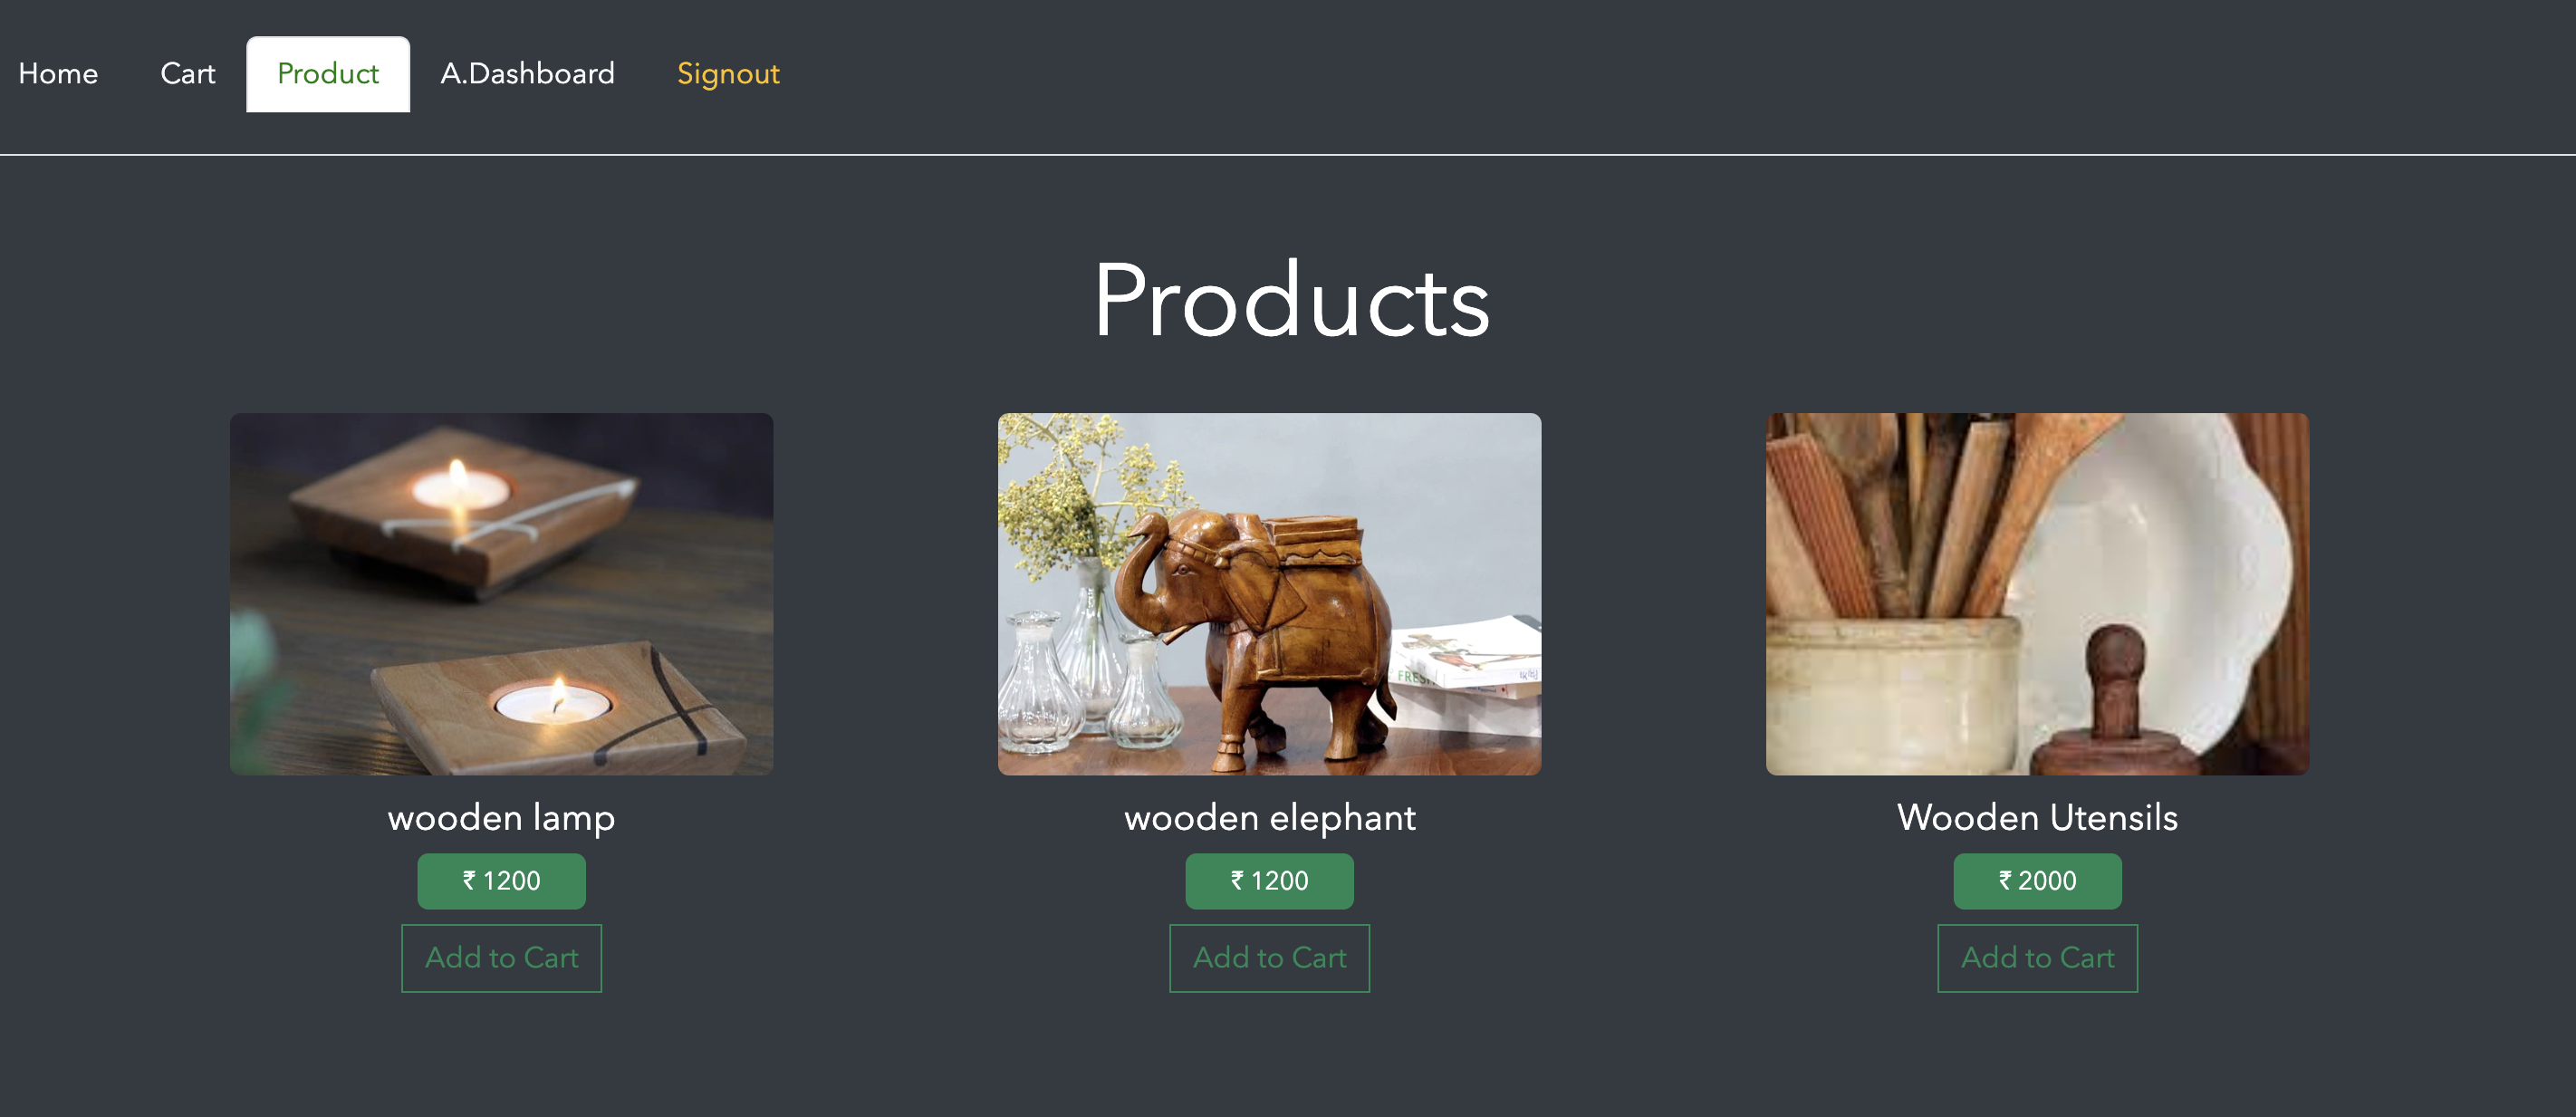 Home Cart Product A.Dashboard Signout
Products
wooden lamp
₹ 1200
Add to Cart
wooden elephant
₹ 1200
Add to Cart
Wooden Utensils
₹ 2000
Add to Cart